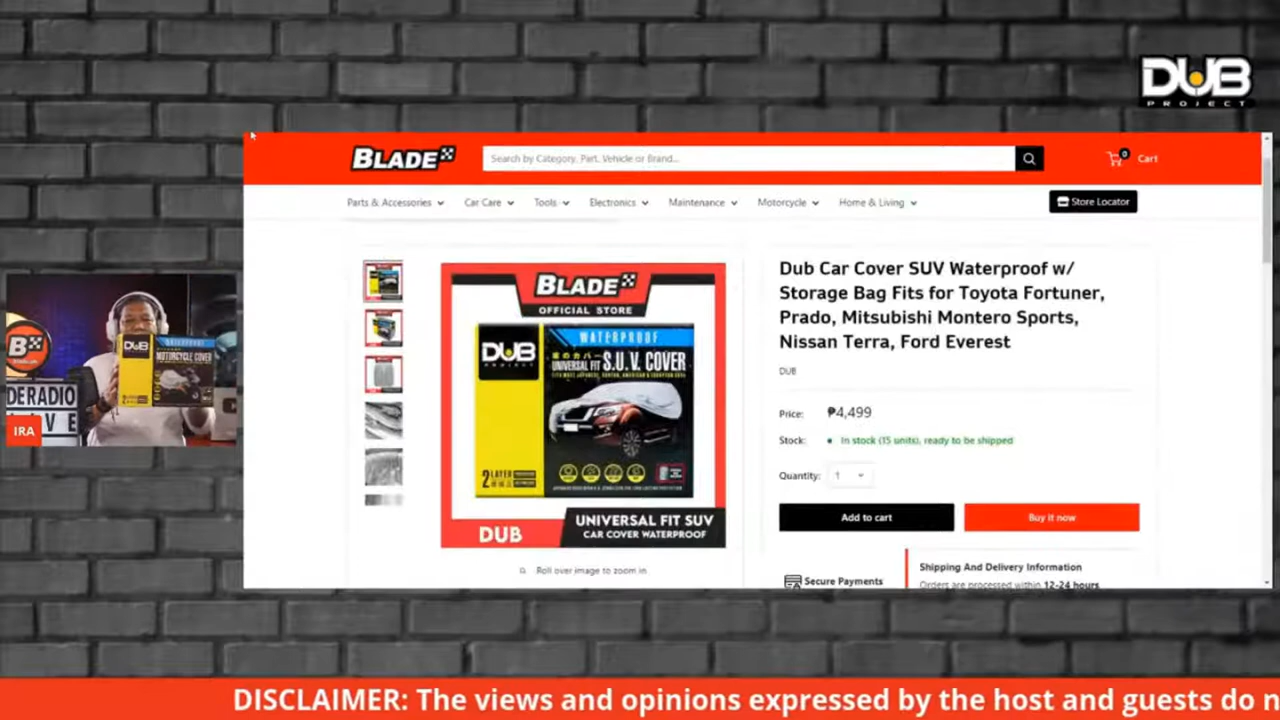 DUB
PROJECT
BLADE
Search by Category, Part, Vehicle or Brand...
0
Cart
Parts & Accessories
Car Care
Tools
Electronics
Maintenance
Motorcycle
Home & Living
Store Locator
BLADE
OFFICIAL STORE
WATERPROOF
DUB
PROJECT
UNIVERSAL FIT S.U.V. COVER
2 LAYER
DUB
UNIVERSAL FIT SUV
CAR COVER WATERPROOF
Roll over image to zoom in
Dub Car Cover SUV Waterproof w/
Storage Bag Fits for Toyota Fortuner,
Prado, Mitsubishi Montero Sports,
Nissan Terra, Ford Everest
DUB
Price: ₱4,499
Stock: In stock (15 units), ready to be shipped
Quantity: 1
Add to cart
Buy it now
Secure Payments
Shipping And Delivery Information
Orders are processed within 12-24 hours
B
DUB
WATERPROOF
MOTORCYCLE COVER
DERADIO
IVE
IRA
DISCLAIMER: The views and opinions expressed by the host and guests do n